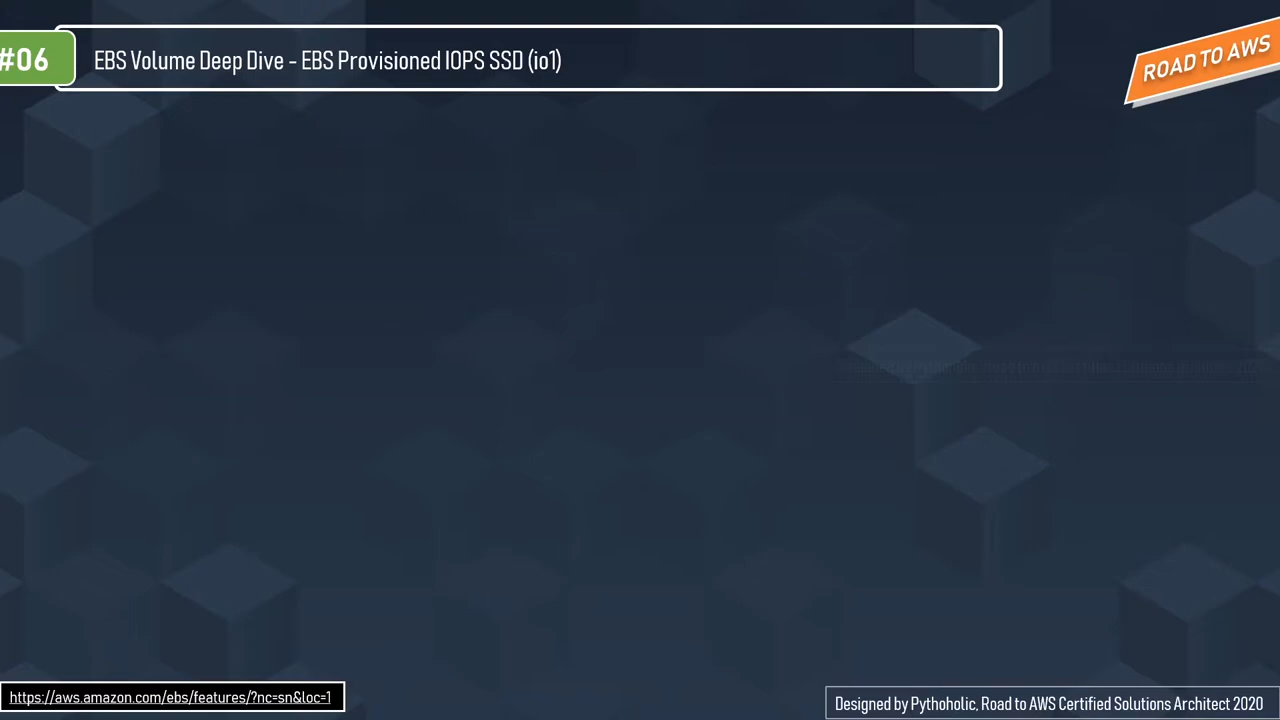 #06
EBS Volume Deep Dive - EBS Provisioned IOPS SSD (io1)
ROAD TO AWS
https://aws.amazon.com/ebs/features/?nc=sn&loc=1
Designed by Pythoholic, Road to AWS Certified Solutions Architect 2020